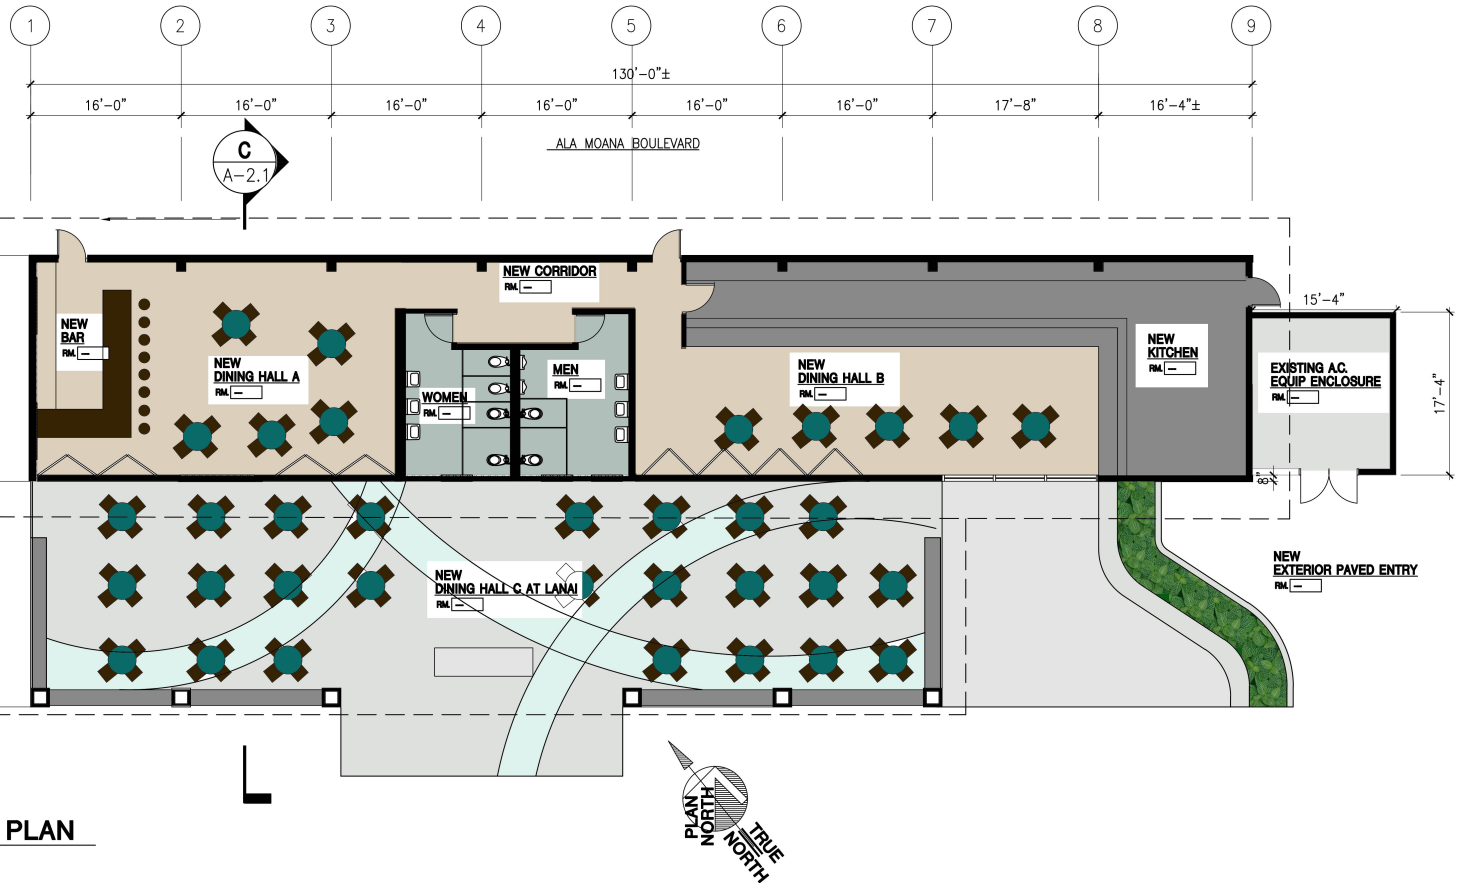 1 2 3 4 5 6 7 8 9
130'-0"±
16'-0" 16'-0" 16'-0" 16'-0" 16'-0" 16'-0" 17'-8" 16'-4"±
ALA MOANA BOULEVARD
C
A-2.1
NEW CORRIDOR
RM. —
15'-4"
NEW
BAR
RM. —
NEW
DINING HALL A
RM. —
WOMEN
RM. —
MEN
RM. —
NEW
DINING HALL B
RM. —
NEW
KITCHEN
RM. —
EXISTING A.C.
EQUIP ENCLOSURE
RM. —
17'-4"
8"
NEW
DINING HALL C AT LANAI
RM. —
NEW
EXTERIOR PAVED ENTRY
RM. —
PLAN
NORTH
TRUE
NORTH
PLAN